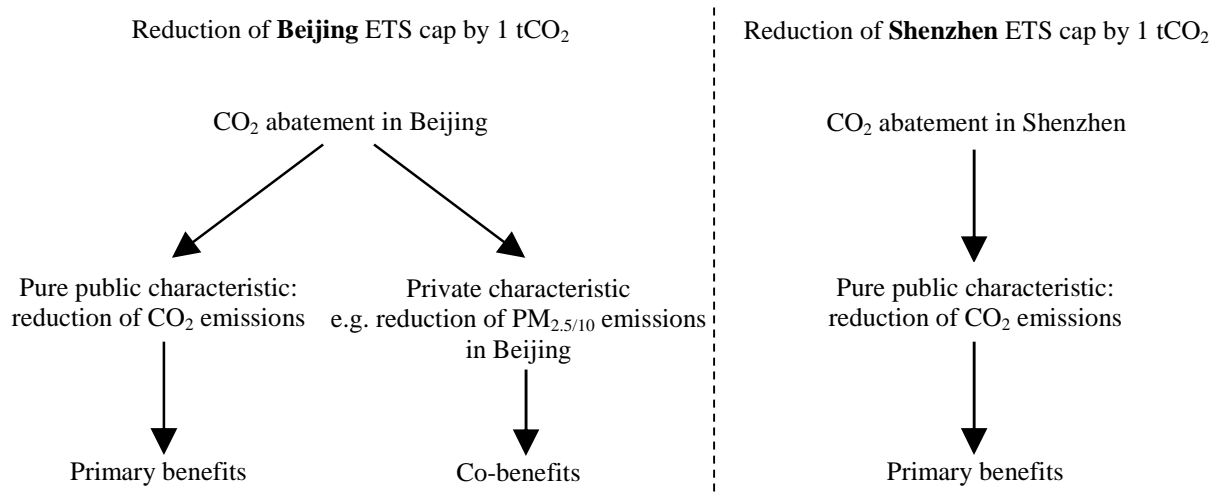 Reduction of Beijing ETS cap by 1 tCO₂
CO₂ abatement in Beijing
Pure public characteristic:
reduction of CO₂ emissions
Private characteristic
e.g. reduction of PM₂.₅/₁₀ emissions
in Beijing
Primary benefits
Co-benefits
Reduction of Shenzhen ETS cap by 1 tCO₂
CO₂ abatement in Shenzhen
Pure public characteristic:
reduction of CO₂ emissions
Primary benefits